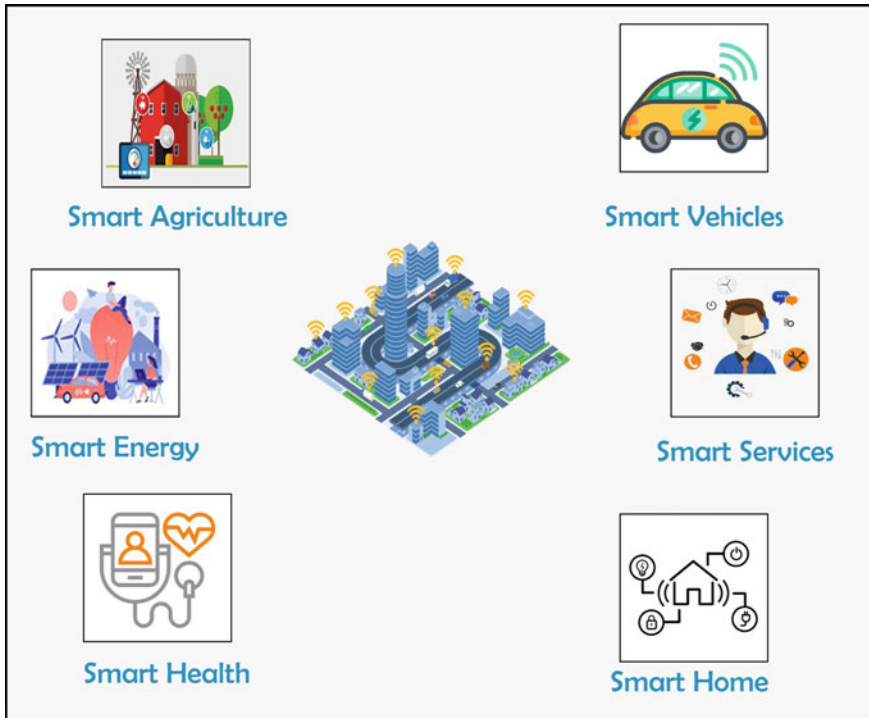 Smart Agriculture
Smart Vehicles
Smart Energy
Smart Services
Smart Health
Smart Home